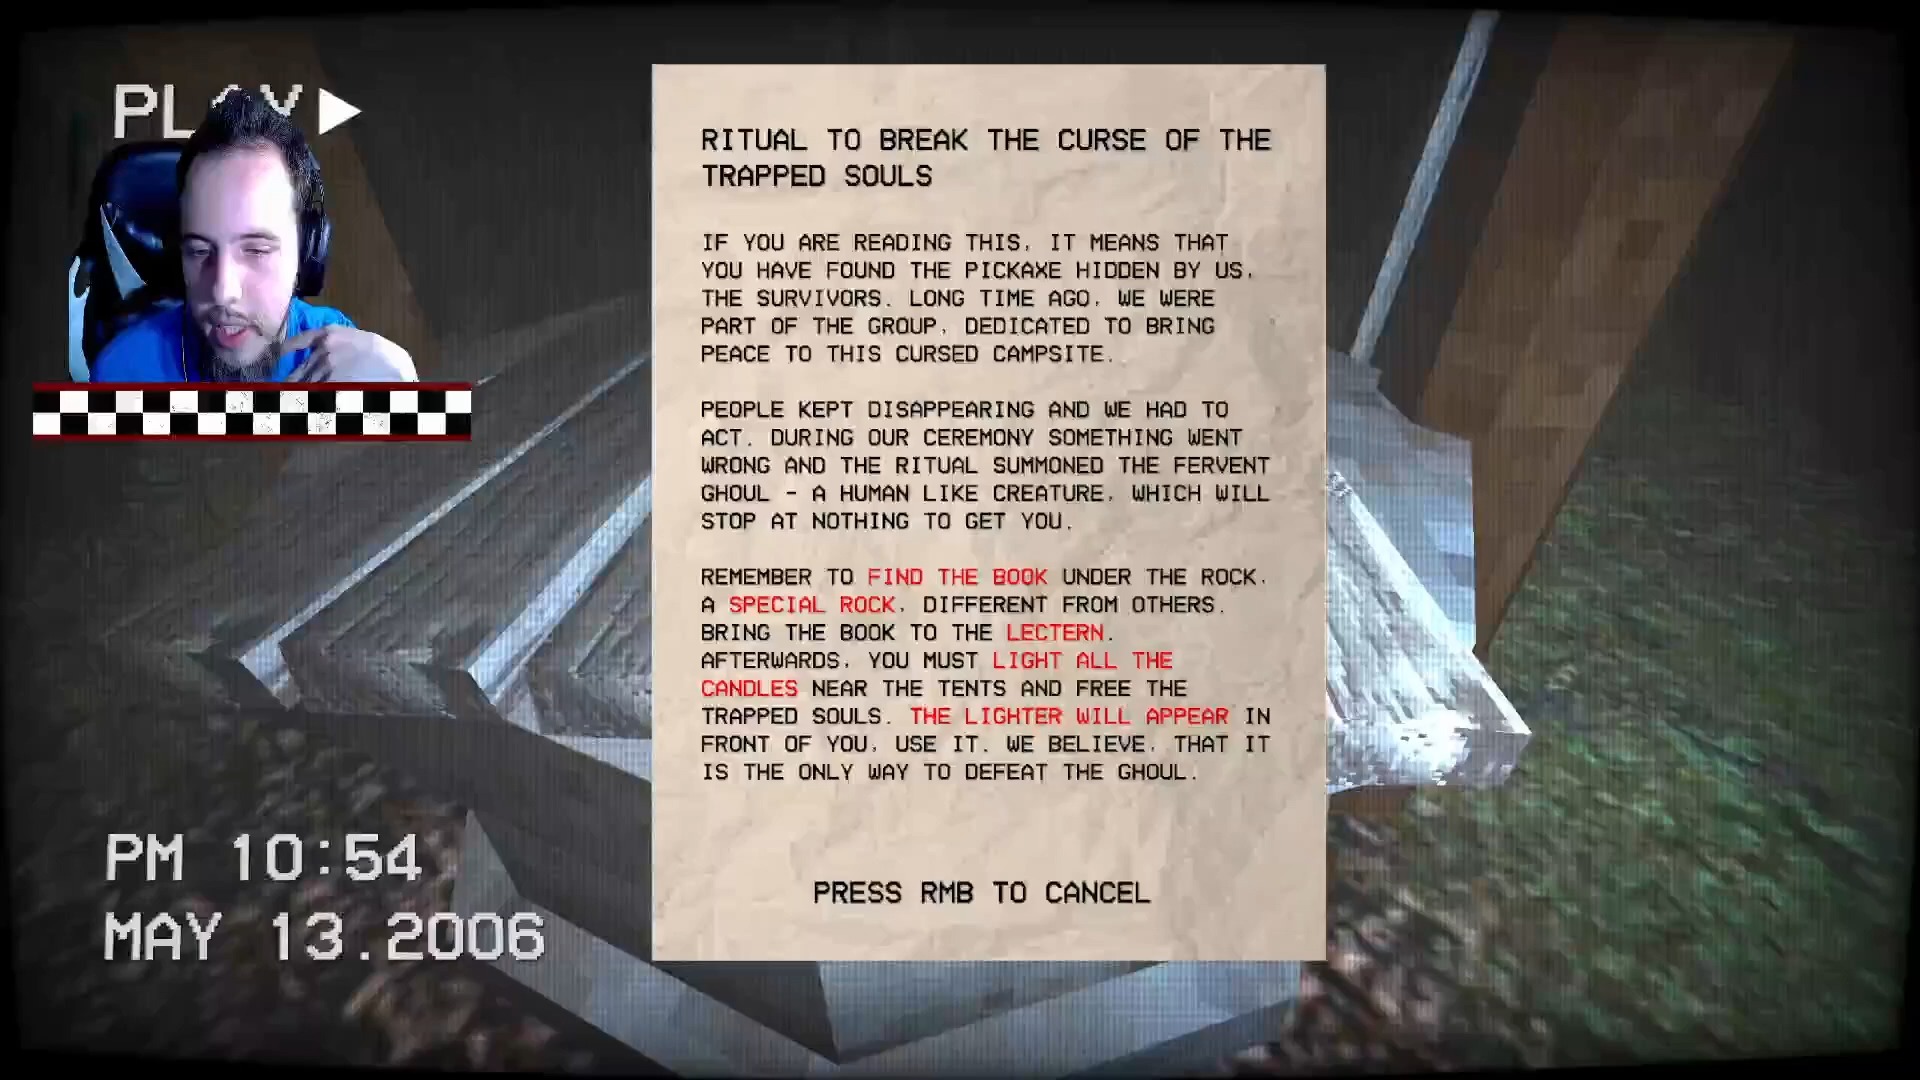 PLAY
RITUAL TO BREAK THE CURSE OF THE
TRAPPED SOULS
IF YOU ARE READING THIS, IT MEANS THAT
YOU HAVE FOUND THE PICKAXE HIDDEN BY US,
THE SURVIVORS. LONG TIME AGO, WE WERE
PART OF THE GROUP, DEDICATED TO BRING
PEACE TO THIS CURSED CAMPSITE.
PEOPLE KEPT DISAPPEARING AND WE HAD TO
ACT. DURING OUR CEREMONY SOMETHING WENT
WRONG AND THE RITUAL SUMMONED THE FERVENT
GHOUL - A HUMAN LIKE CREATURE, WHICH WILL
STOP AT NOTHING TO GET YOU.
REMEMBER TO FIND THE BOOK UNDER THE ROCK,
A SPECIAL ROCK, DIFFERENT FROM OTHERS.
BRING THE BOOK TO THE LECTERN.
AFTERWARDS, YOU MUST LIGHT ALL THE
CANDLES NEAR THE TENTS AND FREE THE
TRAPPED SOULS. THE LIGHTER WILL APPEAR IN
FRONT OF YOU, USE IT. WE BELIEVE, THAT IT
IS THE ONLY WAY TO DEFEAT THE GHOUL.
PRESS RMB TO CANCEL
PM 10:54
MAY 13.2006